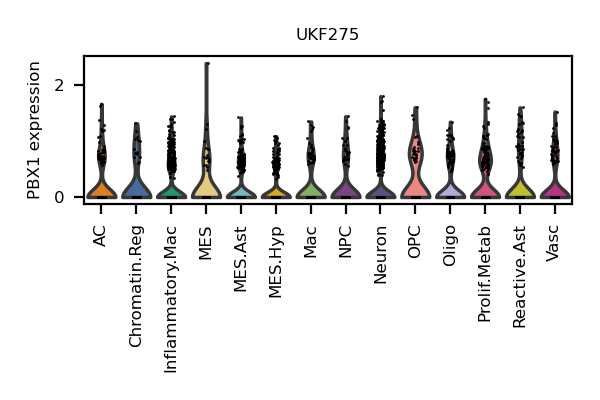 UKF275
PBX1 expression
2
0
AC
Chromatin.Reg
Inflammatory.Mac
MES
MES.Ast
MES.Hyp
Mac
NPC
Neuron
OPC
Oligo
Prolif.Metab
Reactive.Ast
Vasc